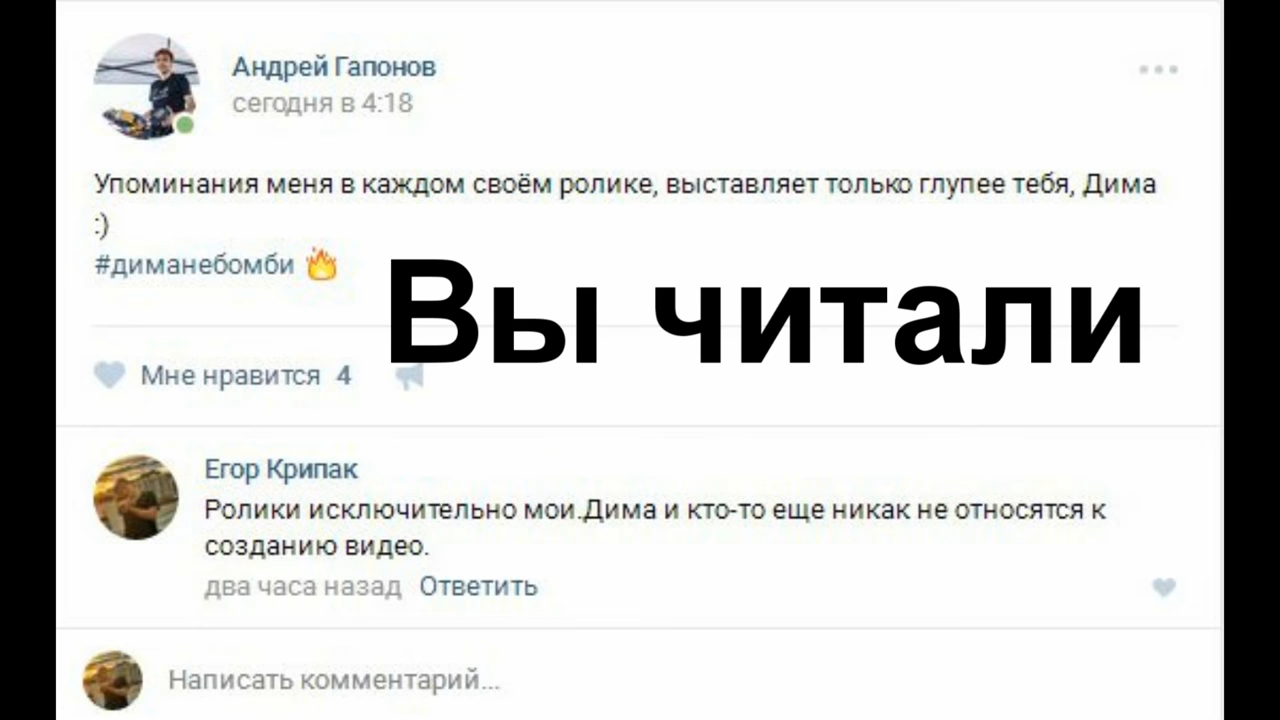 Андрей Гапонов
сегодня в 4:18
Упоминания меня в каждом своём ролике, выставляет только глупее тебя, Дима
:)
#диманебомби 🔥
Вы читали
Мне нравится 4
Егор Крипак
Ролики исключительно мои.Дима и кто-то еще никак не относятся к
созданию видео.
два часа назад Ответить
Написать комментарий...